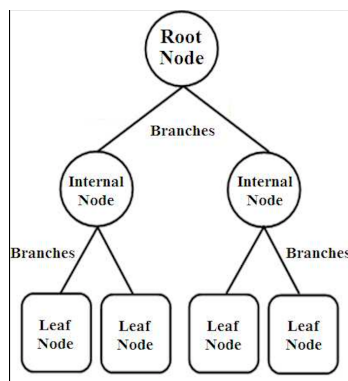 Root
Node
Branches
Internal
Node
Internal
Node
Branches
Branches
Leaf
Node
Leaf
Node
Leaf
Node
Leaf
Node